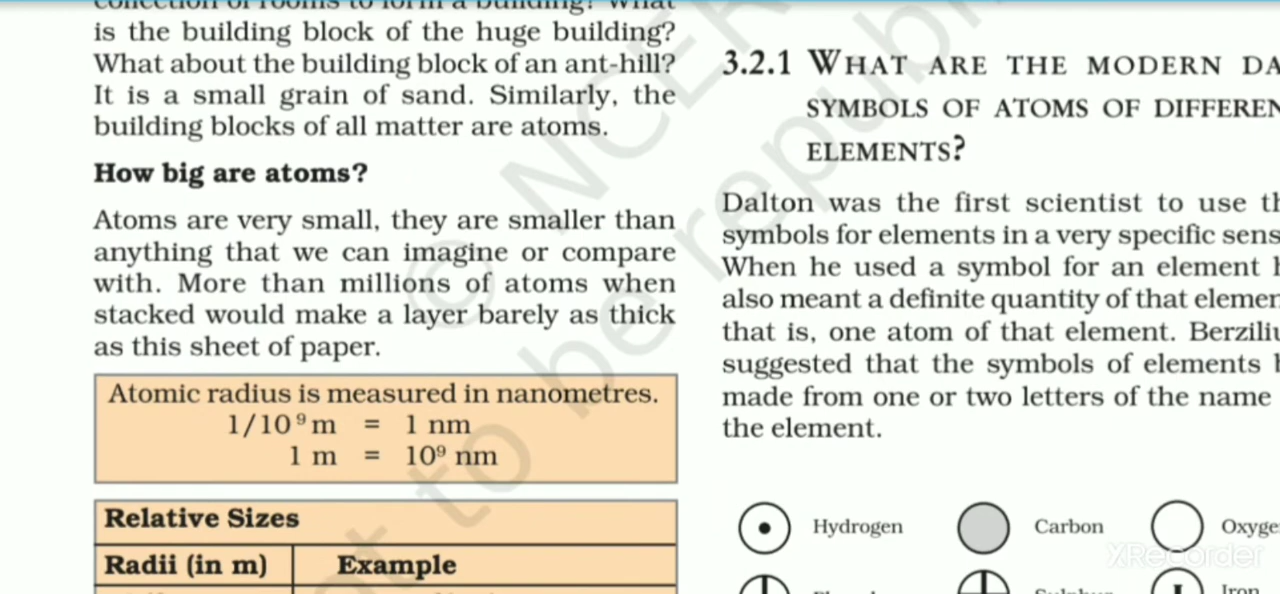 is the building block of the huge building?
What about the building block of an ant-hill?
It is a small grain of sand. Similarly, the
building blocks of all matter are atoms.
How big are atoms?
Atoms are very small, they are smaller than
anything that we can imagine or compare
with. More than millions of atoms when
stacked would make a layer barely as thick
as this sheet of paper.
Atomic radius is measured in nanometres.
1/10⁹ m = 1 nm
1 m = 10⁹ nm
Relative Sizes
Radii (in m) Example
3.2.1 WHAT ARE THE MODERN DA
SYMBOLS OF ATOMS OF DIFFEREN
ELEMENTS?
Dalton was the first scientist to use th
symbols for elements in a very specific sens
When he used a symbol for an element h
also meant a definite quantity of that elemen
that is, one atom of that element. Berziliu
suggested that the symbols of elements b
made from one or two letters of the name
the element.
Hydrogen Carbon Oxyge
Iron
XRecorder
© NCER
be republi